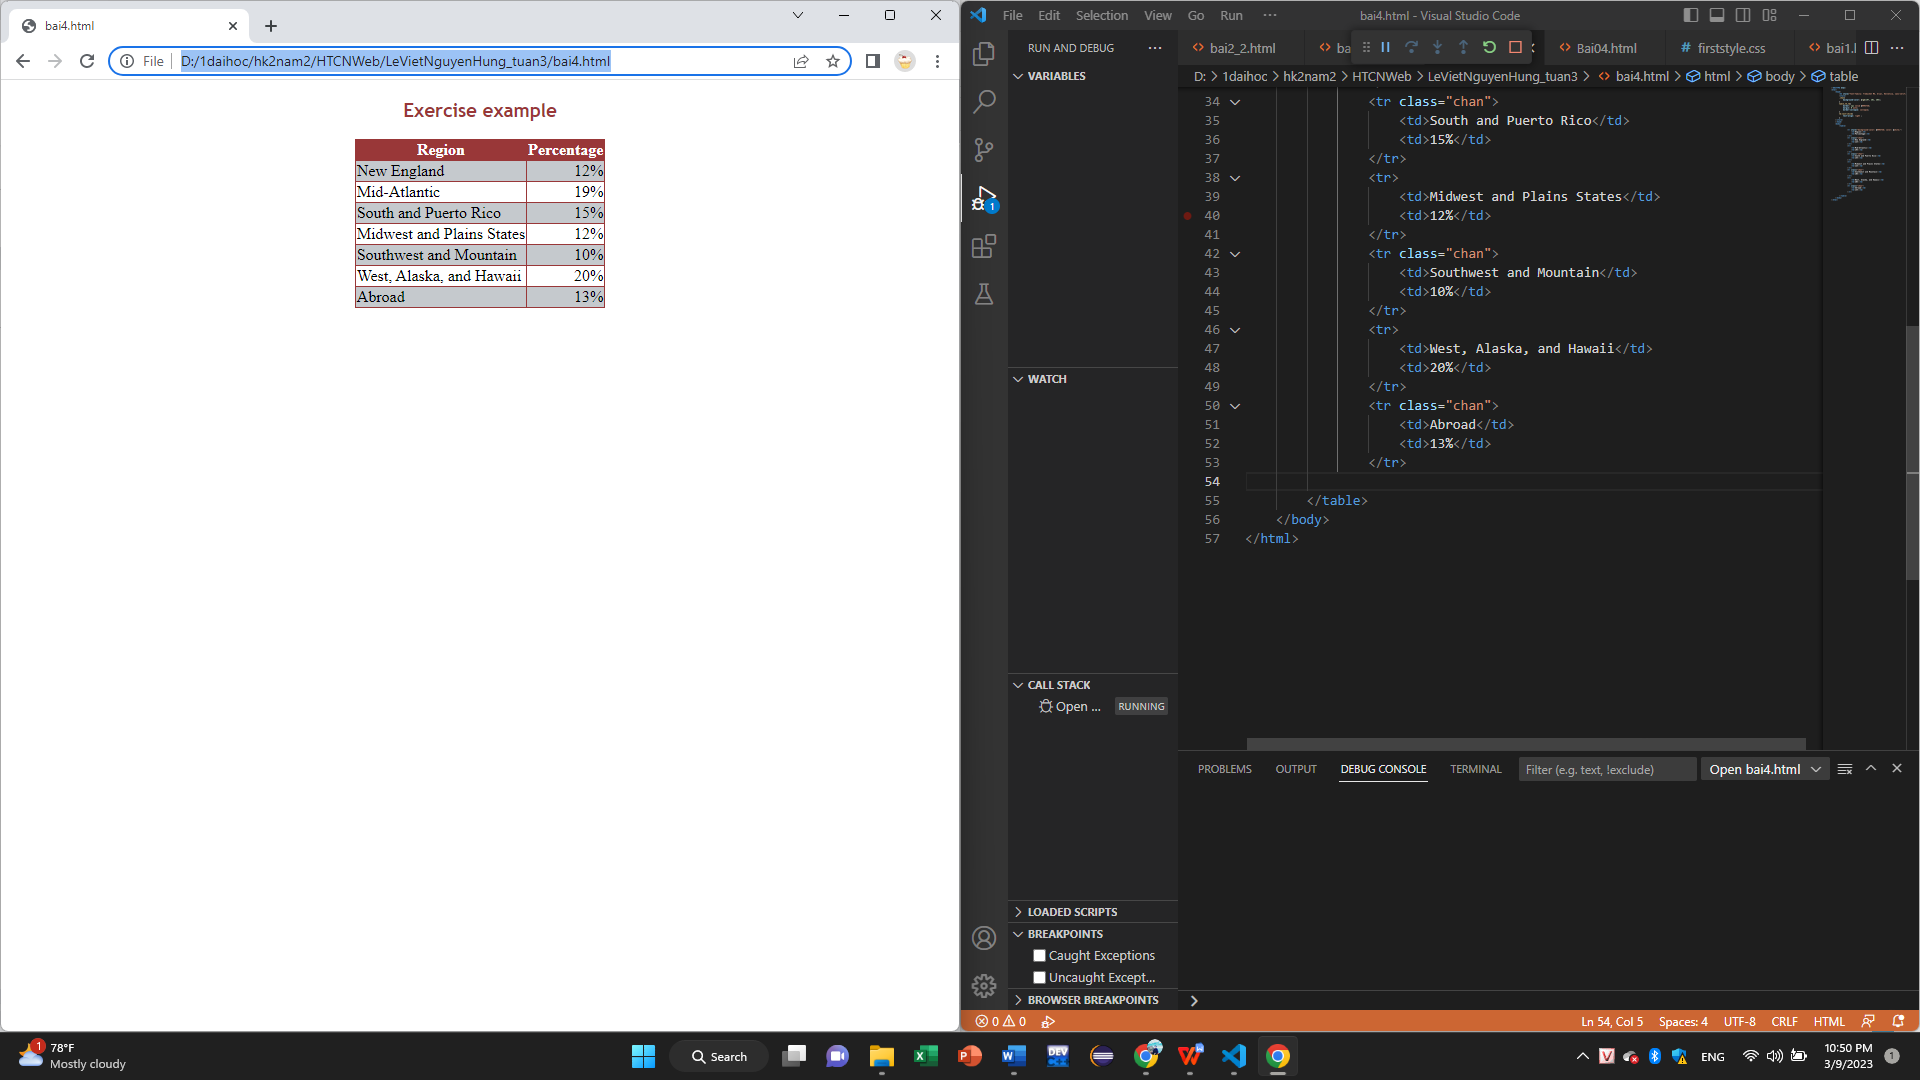 bai4.html
File
D:/1daihoc/hk2nam2/HTCNWeb/LeVietNguyenHung_tuan3/bai4.html
Exercise example
Region Percentage
New England 12%
Mid-Atlantic 19%
South and Puerto Rico 15%
Midwest and Plains States 12%
Southwest and Mountain 10%
West, Alaska, and Hawaii 20%
Abroad 13%
File Edit Selection View Go Run ··· bai4.html - Visual Studio Code
RUN AND DEBUG ···
VARIABLES
1
WATCH
CALL STACK
Open ... RUNNING
LOADED SCRIPTS
BREAKPOINTS
Caught Exceptions
Uncaught Except...
BROWSER BREAKPOINTS
bai2_2.html ba Bai04.html # firststyle.css bai1.l ···
D: > 1daihoc > hk2nam2 > HTCNWeb > LeVietNguyenHung_tuan3 > bai4.html > html > body > table
34 <tr class="chan">
35 <td>South and Puerto Rico</td>
36 <td>15%</td>
37 </tr>
38 <tr>
39 <td>Midwest and Plains States</td>
40 <td>12%</td>
41 </tr>
42 <tr class="chan">
43 <td>Southwest and Mountain</td>
44 <td>10%</td>
45 </tr>
46 <tr>
47 <td>West, Alaska, and Hawaii</td>
48 <td>20%</td>
49 </tr>
50 <tr class="chan">
51 <td>Abroad</td>
52 <td>13%</td>
53 </tr>
54
55 </table>
56 </body>
57 </html>
PROBLEMS OUTPUT DEBUG CONSOLE TERMINAL Filter (e.g. text, !exclude) Open bai4.html
0 0 Ln 54, Col 5 Spaces: 4 UTF-8 CRLF HTML
1 78°F
Mostly cloudy
Search
DEV
ENG
10:50 PM
3/9/2023
1